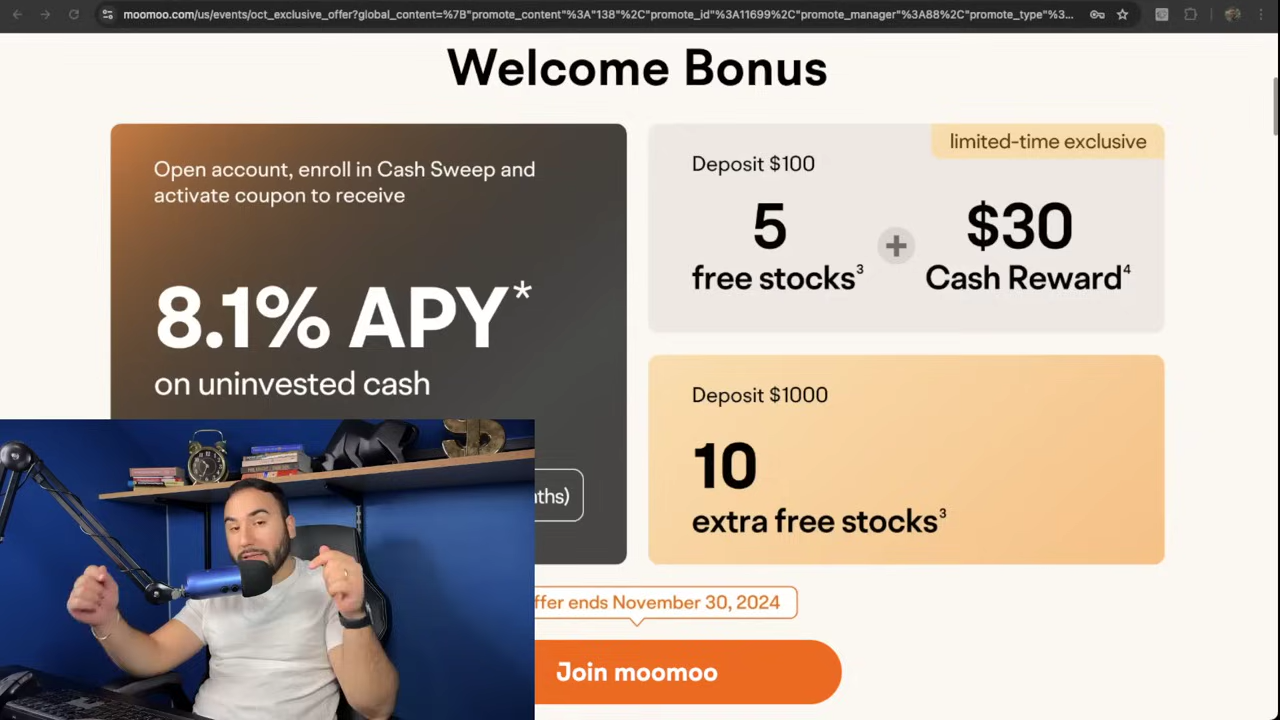 moomoo.com/us/events/oct_exclusive_offer?global_content=%7B"promote_content"%3A"138"%2C"promote_id"%3A11699%2C"promote_manager"%3A88%2C"promote_type"%3...
Welcome Bonus
Open account, enroll in Cash Sweep and
activate coupon to receive
8.1% APY*
on uninvested cash
ths)
limited-time exclusive
Deposit $100
5
free stocks³
+
$30
Cash Reward⁴
Deposit $1000
10
extra free stocks³
ffer ends November 30, 2024
Join moomoo